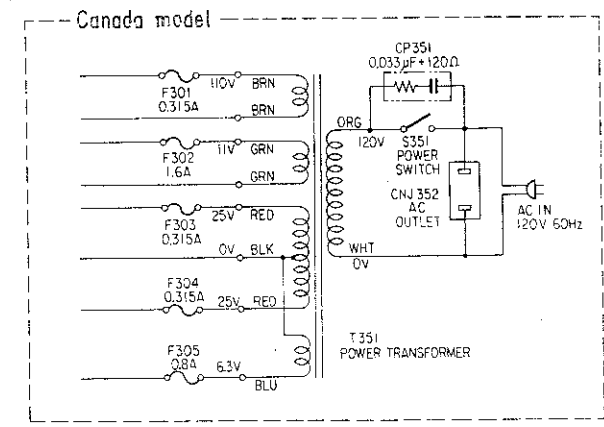 Canada model
CP351
0.033μF+120Ω
F301
0.315A
110V
BRN
BRN
F302
1.6A
11V
GRN
GRN
F303
0.315A
25V
RED
0V
BLK
F304
0.315A
25V
RED
F305
0.8A
6.3V
BLU
ORG
120V
S351
POWER
SWITCH
CNJ352
AC
OUTLET
AC IN
120V 60Hz
WHT
0V
T351
POWER TRANSFORMER